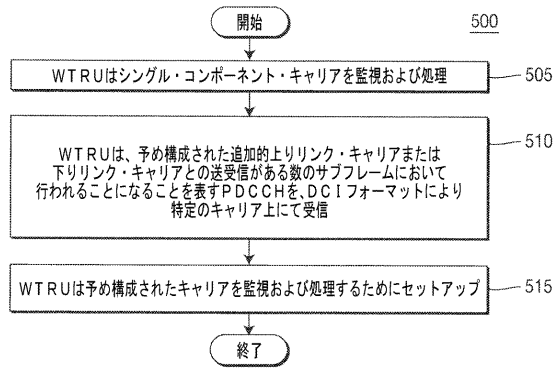 開始
500
WTRUはシングル・コンポーネント・キャリアを監視および処理
505
WTRUは、予め構成された追加的上りリンク・キャリアまたは
下りリンク・キャリアとの送受信がある数のサブフレームにおいて
行われることになることを表すPDCCHを、DCIフォーマットにより
特定のキャリア上にて受信
510
WTRUは予め構成されたキャリアを監視および処理するためにセットアップ
515
終了